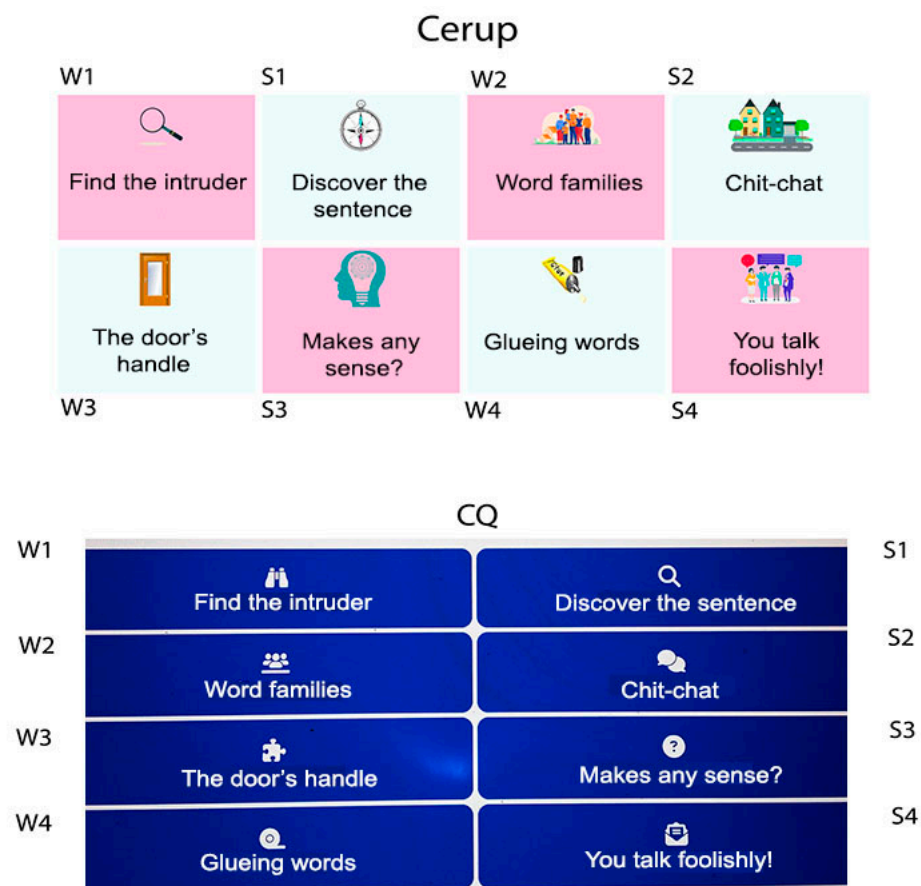 Cerup
W1 S1 W2 S2
Find the intruder
Discover the
sentence
Word families
Chit-chat
The door's
handle
Makes any
sense?
Glueing words
You talk
foolishly!
W3 S3 W4 S4
CQ
W1 S1
Find the intruder
Discover the sentence
W2 S2
Word families
Chit-chat
W3 S3
The door's handle
Makes any sense?
W4 S4
Glueing words
You talk foolishly!